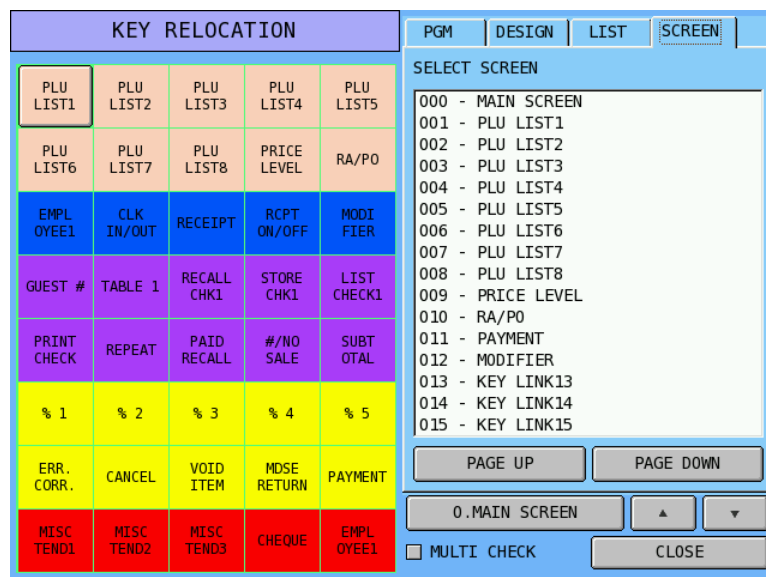 KEY RELOCATION
PLU LIST1
PLU LIST2
PLU LIST3
PLU LIST4
PLU LIST5
PLU LIST6
PLU LIST7
PLU LIST8
PRICE LEVEL
RA/PO
EMPL OYEE1
CLK IN/OUT
RECEIPT
RCPT ON/OFF
MODI FIER
GUEST #
TABLE 1
RECALL CHK1
STORE CHK1
LIST CHECK1
PRINT CHECK
REPEAT
PAID RECALL
#/NO SALE
SUBT OTAL
% 1
% 2
% 3
% 4
% 5
ERR. CORR.
CANCEL
VOID ITEM
MDSE RETURN
PAYMENT
MISC TEND1
MISC TEND2
MISC TEND3
CHEQUE
EMPL OYEE1
PGM
DESIGN
LIST
SCREEN
SELECT SCREEN
000 - MAIN SCREEN
001 - PLU LIST1
002 - PLU LIST2
003 - PLU LIST3
004 - PLU LIST4
005 - PLU LIST5
006 - PLU LIST6
007 - PLU LIST7
008 - PLU LIST8
009 - PRICE LEVEL
010 - RA/PO
011 - PAYMENT
012 - MODIFIER
013 - KEY LINK13
014 - KEY LINK14
015 - KEY LINK15
PAGE UP
PAGE DOWN
0.MAIN SCREEN
▲
▼
MULTI CHECK
CLOSE